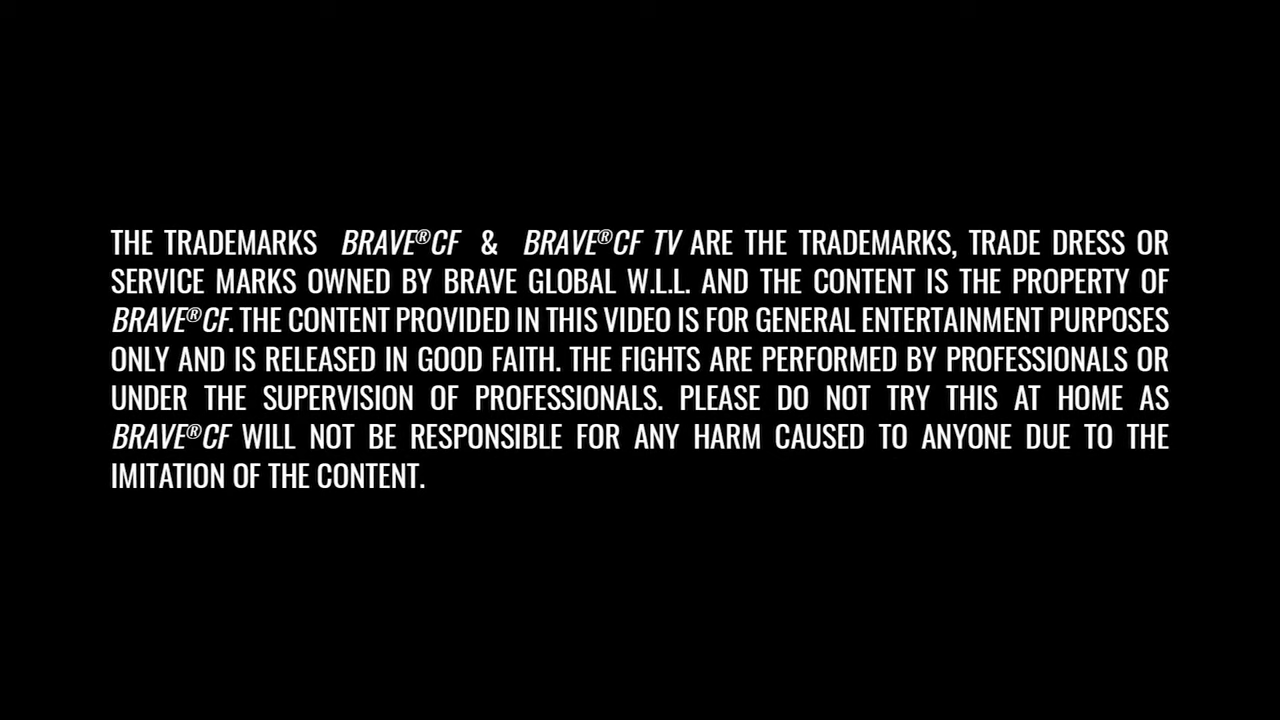 THE TRADEMARKS BRAVE®CF & BRAVE®CF TV ARE THE TRADEMARKS, TRADE DRESS OR
SERVICE MARKS OWNED BY BRAVE GLOBAL W.L.L. AND THE CONTENT IS THE PROPERTY OF
BRAVE®CF. THE CONTENT PROVIDED IN THIS VIDEO IS FOR GENERAL ENTERTAINMENT PURPOSES
ONLY AND IS RELEASED IN GOOD FAITH. THE FIGHTS ARE PERFORMED BY PROFESSIONALS OR
UNDER THE SUPERVISION OF PROFESSIONALS. PLEASE DO NOT TRY THIS AT HOME AS
BRAVE®CF WILL NOT BE RESPONSIBLE FOR ANY HARM CAUSED TO ANYONE DUE TO THE
IMITATION OF THE CONTENT.